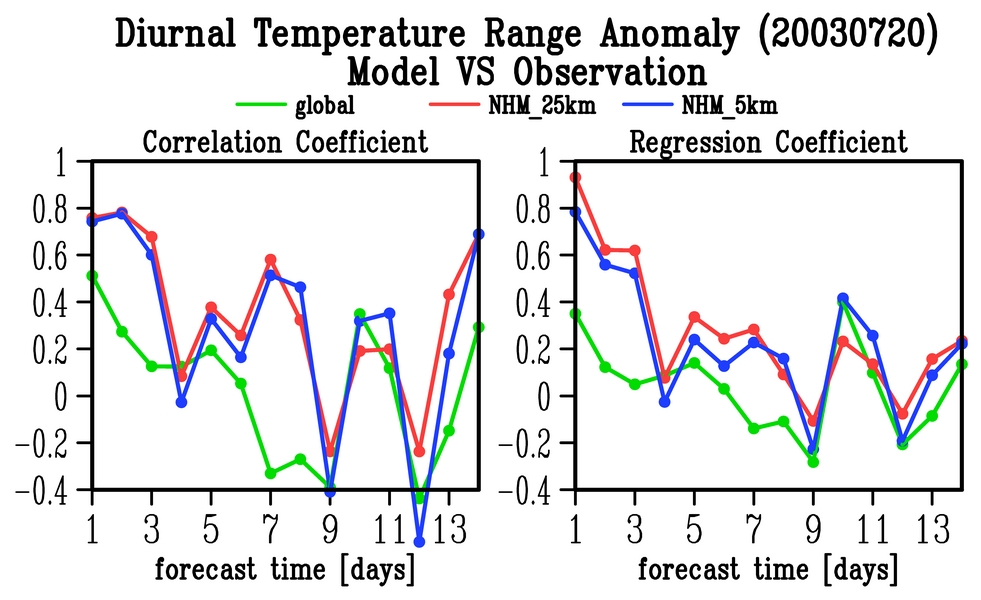 Diurnal Temperature Range Anomaly (20030720)
Model VS Observation
global NHM_25km NHM_5km
Correlation Coefficient
1
0.8
0.6
0.4
0.2
0
-0.2
-0.4
1 3 5 7 9 11 13
forecast time [days]
Regression Coefficient
1
0.8
0.6
0.4
0.2
0
-0.2
-0.4
1 3 5 7 9 11 13
forecast time [days]